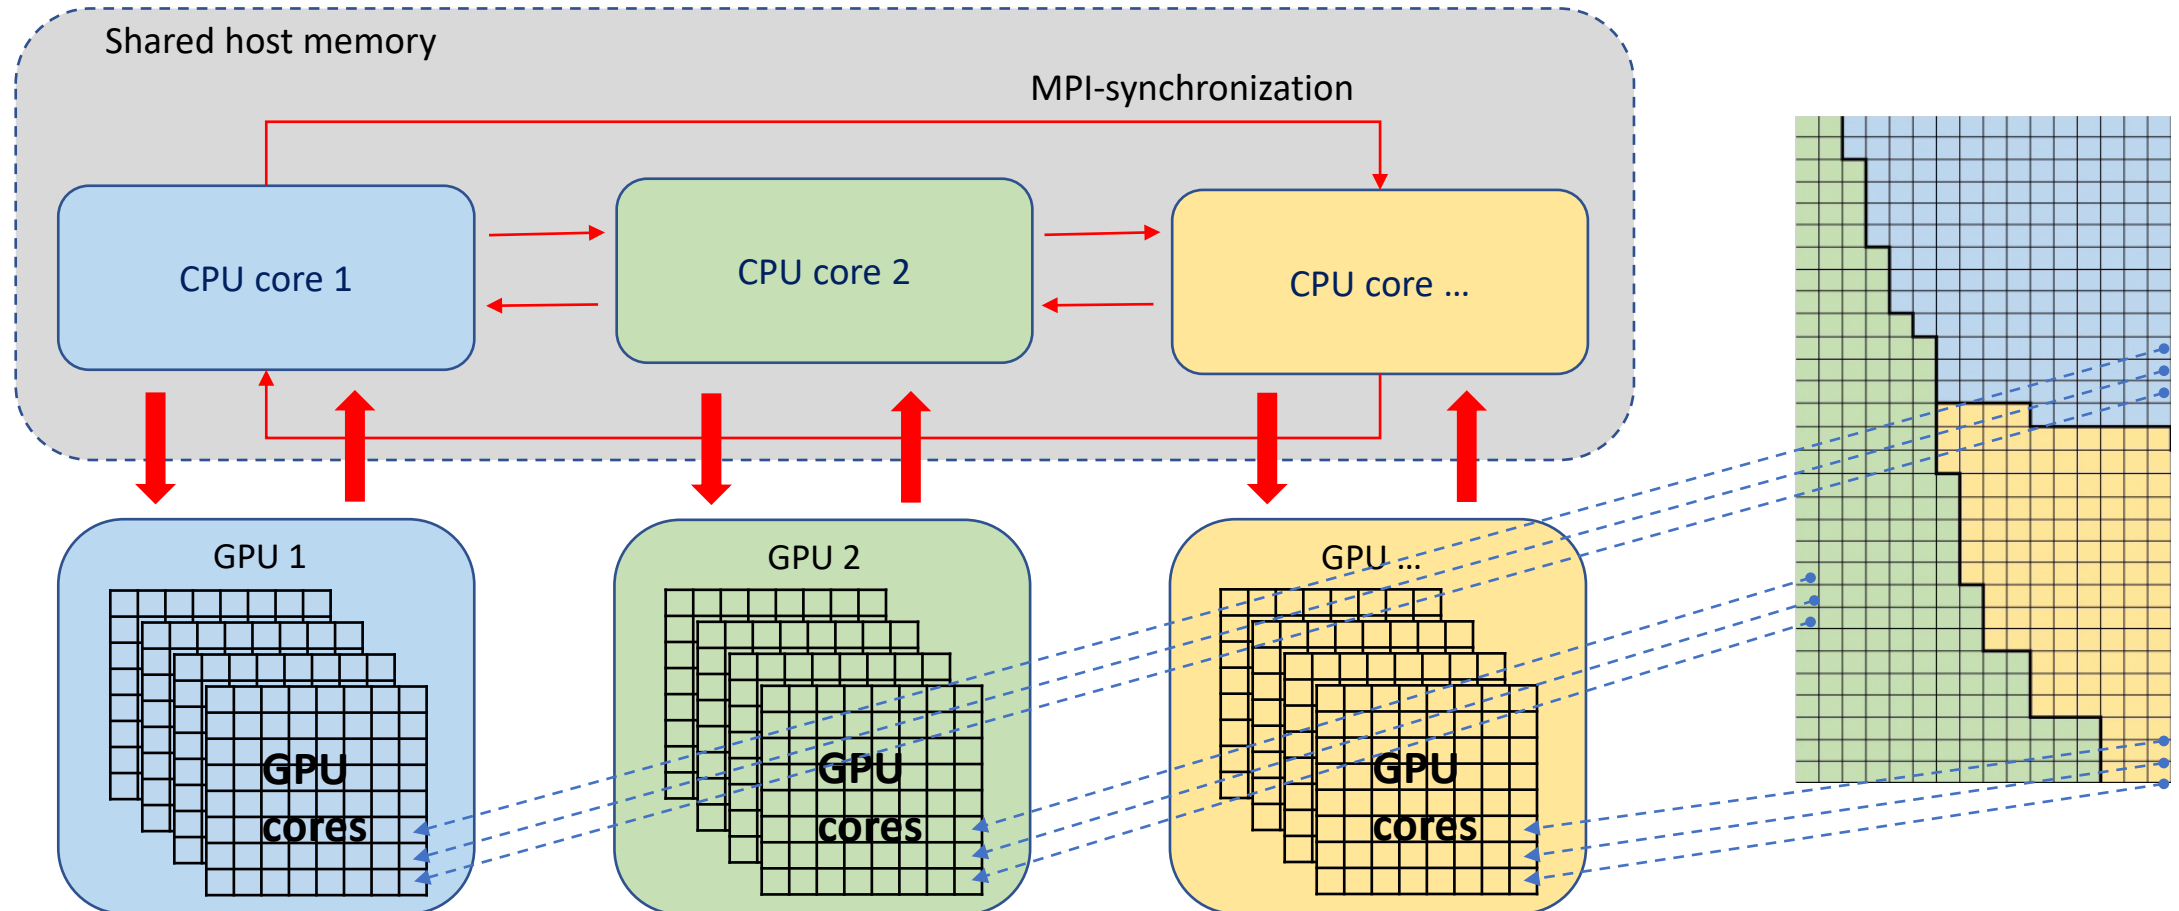 Shared host memory
MPI-synchronization
CPU core 1
CPU core 2
CPU core ...
GPU 1
GPU 2
GPU ...
GPU
cores
GPU
cores
GPU
cores